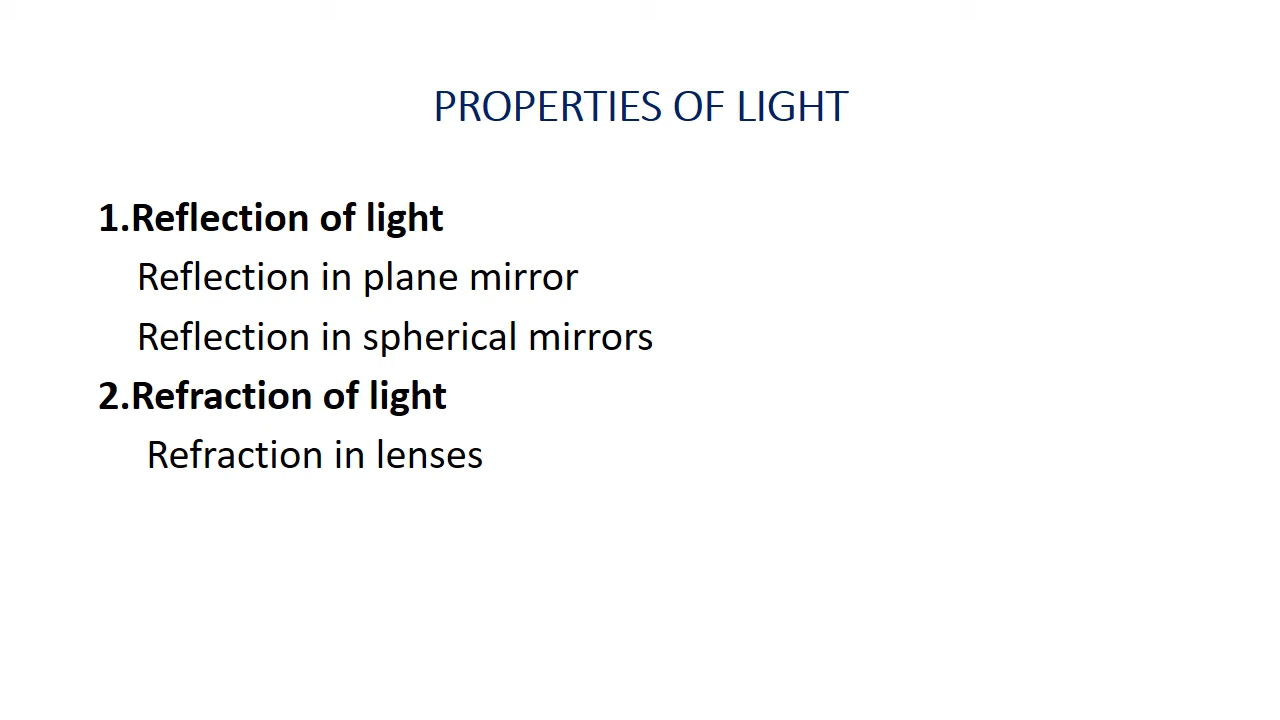 PROPERTIES OF LIGHT
1.Reflection of light
Reflection in plane mirror
Reflection in spherical mirrors
2.Refraction of light
Refraction in lenses